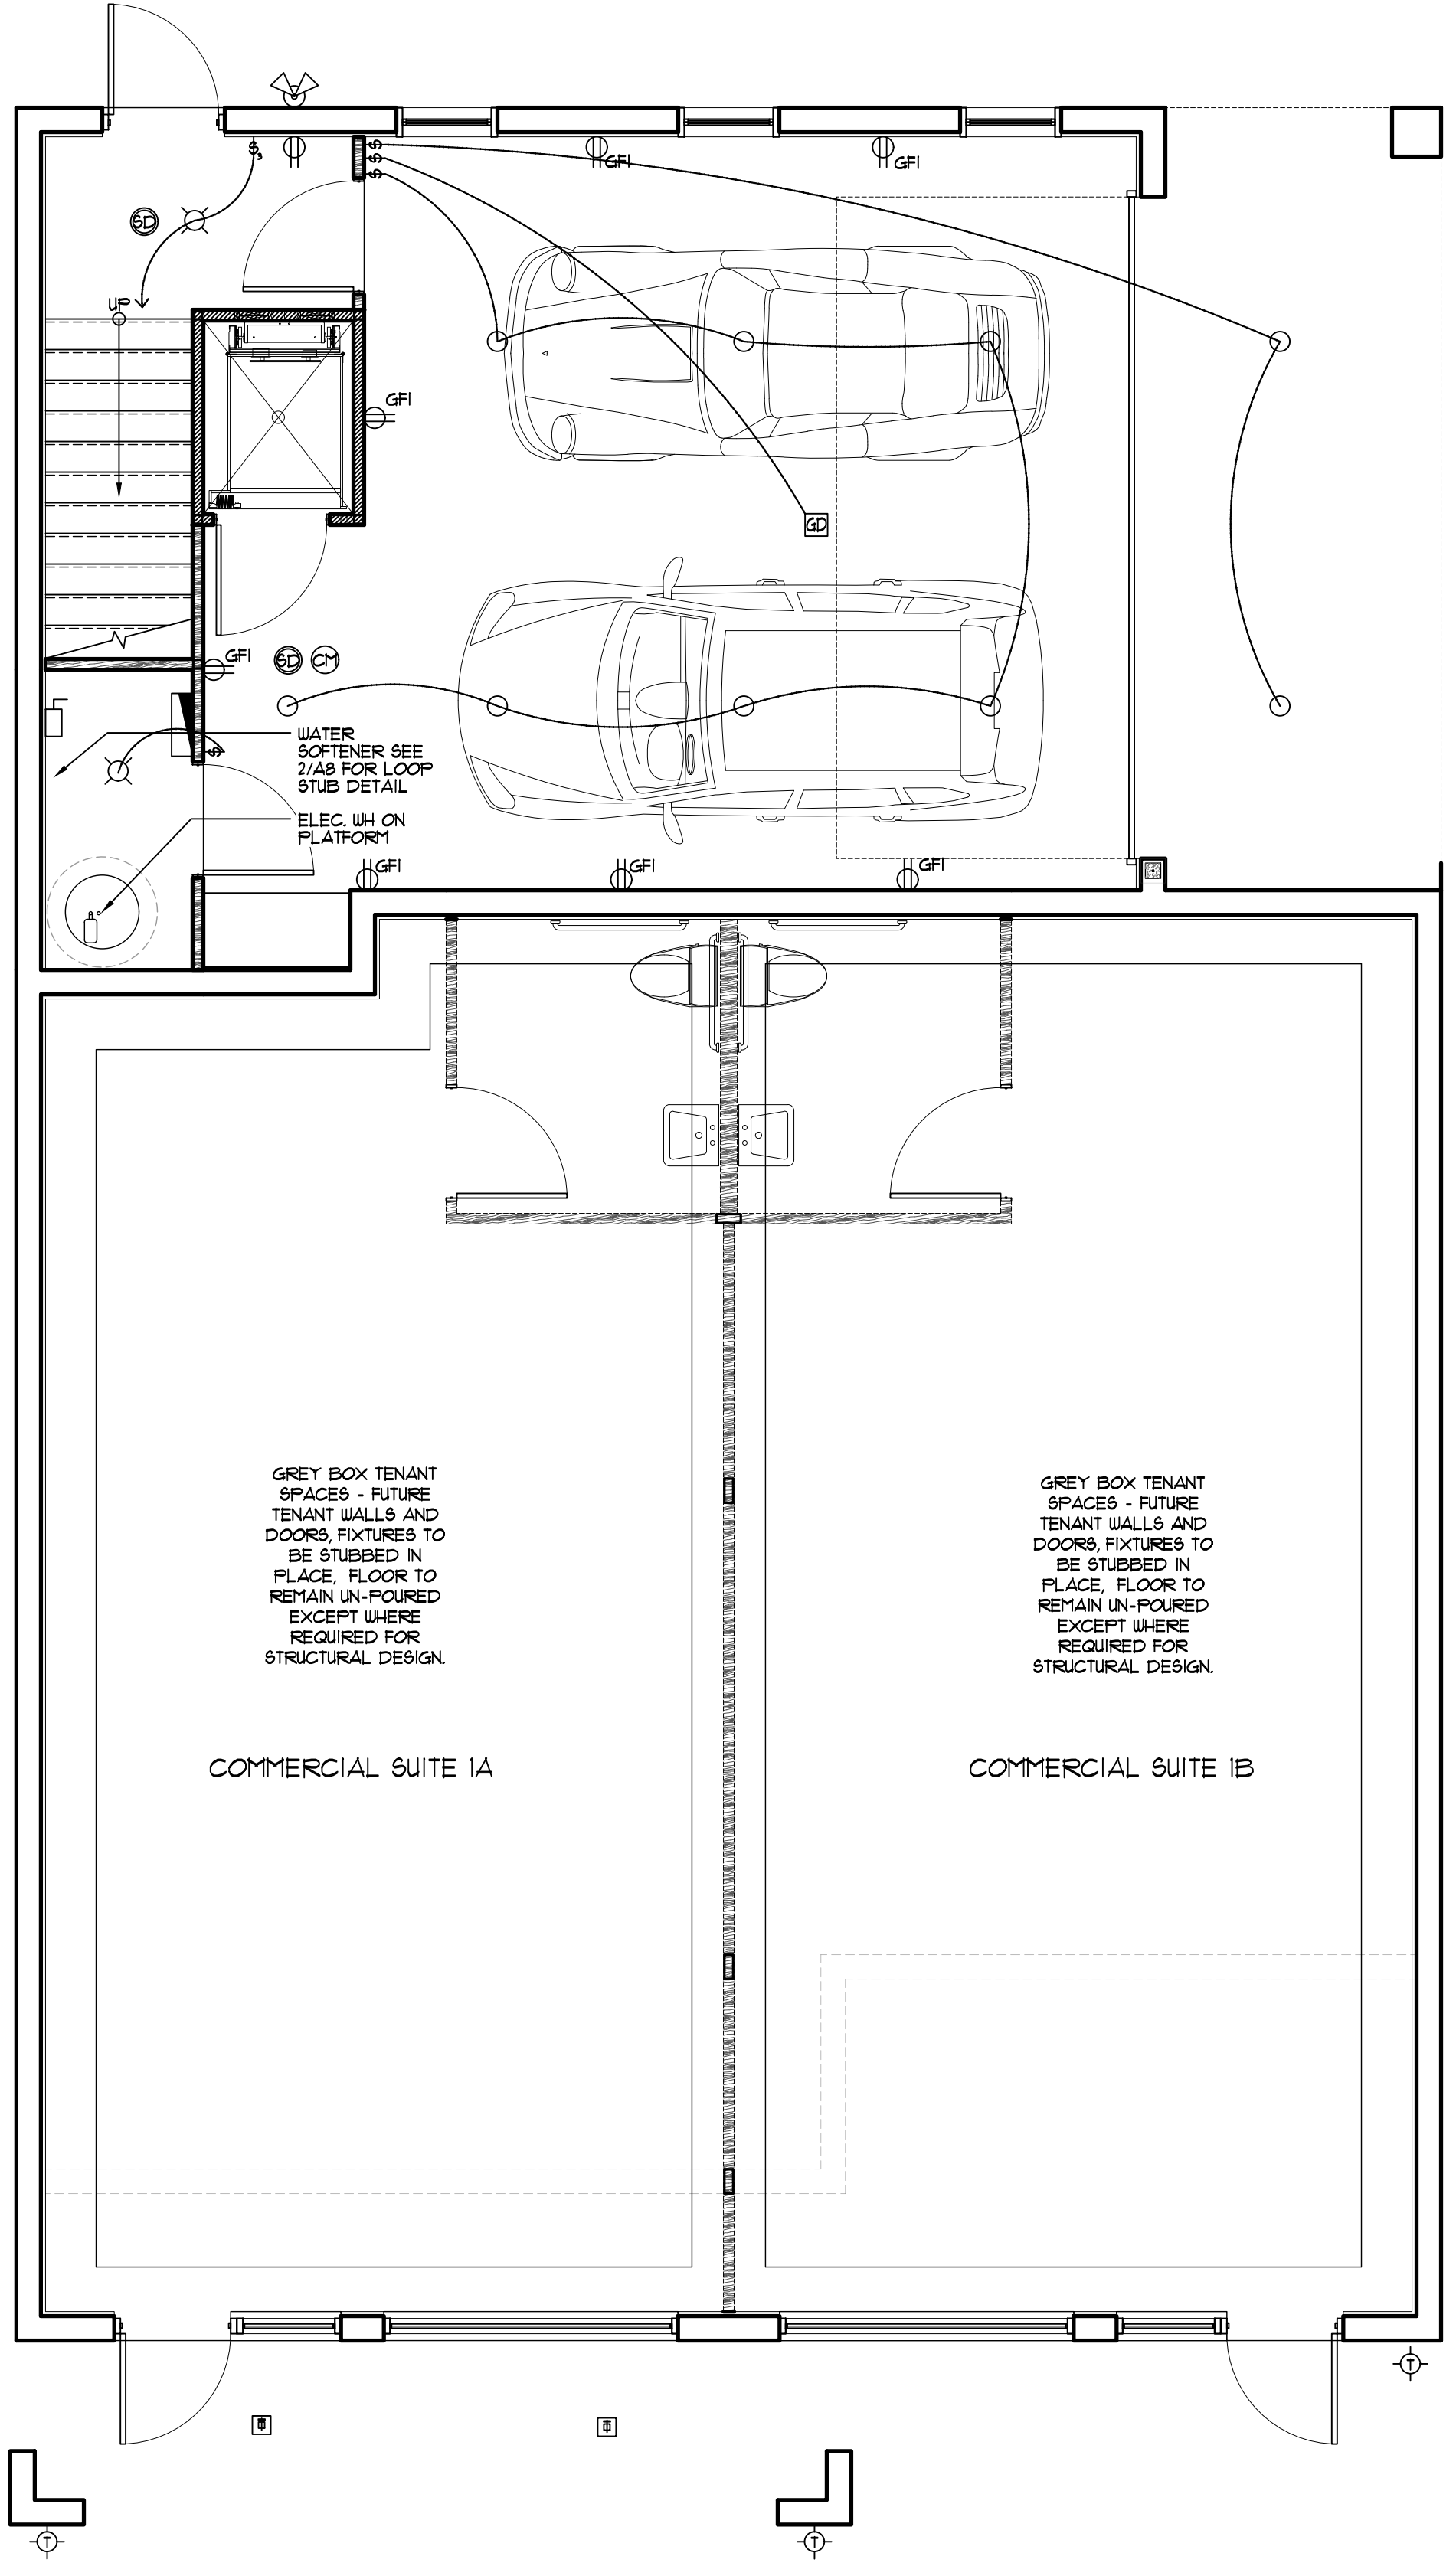 S3
GFI
GFI
S
S
S
SD
UP
GFI
GD
GFI
SD
CM
S
WATER
SOFTENER SEE
2/A8 FOR LOOP
STUB DETAIL
ELEC. WH ON
PLATFORM
GFI
GFI
GFI
GREY BOX TENANT
SPACES - FUTURE
TENANT WALLS AND
DOORS, FIXTURES TO
BE STUBBED IN
PLACE, FLOOR TO
REMAIN UN-POURED
EXCEPT WHERE
REQUIRED FOR
STRUCTURAL DESIGN.
COMMERCIAL SUITE 1A
GREY BOX TENANT
SPACES - FUTURE
TENANT WALLS AND
DOORS, FIXTURES TO
BE STUBBED IN
PLACE, FLOOR TO
REMAIN UN-POURED
EXCEPT WHERE
REQUIRED FOR
STRUCTURAL DESIGN.
COMMERCIAL SUITE 1B
T
T
T